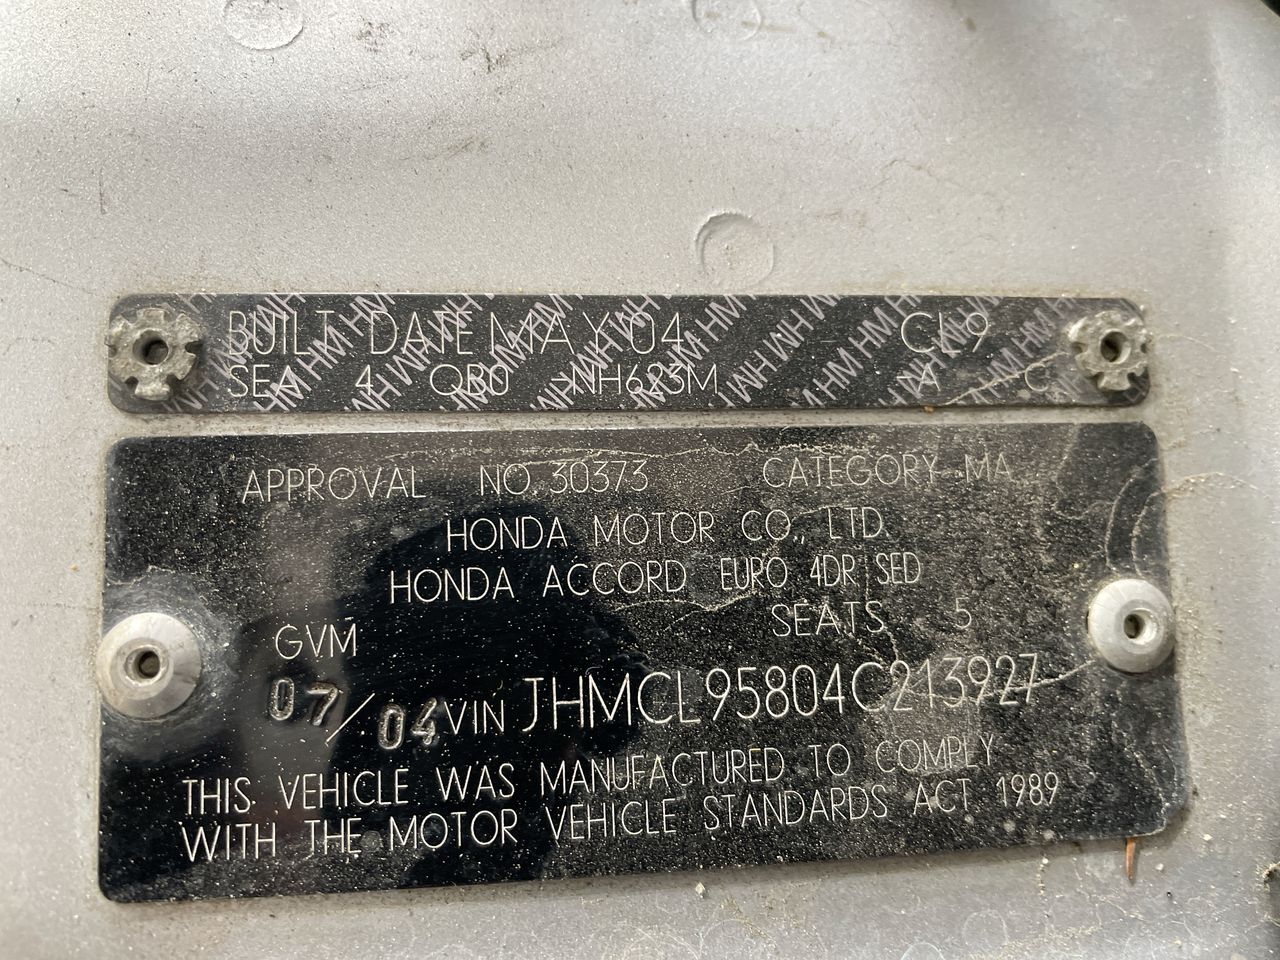 BUILT DATE MAY 04 CL9
SEA 4 QB0 NH623M A C
APPROVAL NO. 30373 CATEGORY MA
HONDA MOTOR CO., LTD.
HONDA ACCORD EURO 4DR SED
SEATS 5
GVM
07/04 VIN JHMCL95804C213927
THIS VEHICLE WAS MANUFACTURED TO COMPLY
WITH THE MOTOR VEHICLE STANDARDS ACT 1989